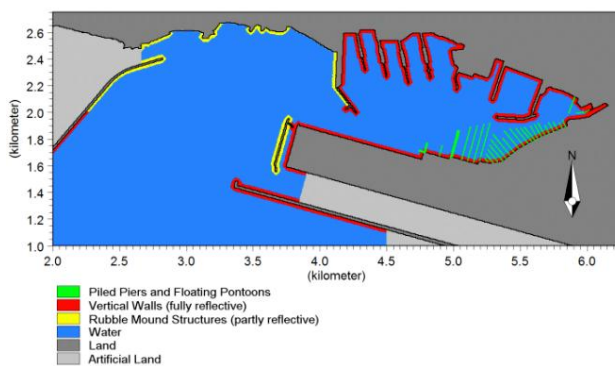 2.6
2.4
2.2
2.0
1.8
1.6
1.4
1.2
1.0
(kilometer)
N
2.0 2.5 3.0 3.5 4.0 4.5 5.0 5.5 6.0
(kilometer)
Piled Piers and Floating Pontoons
Vertical Walls (fully reflective)
Rubble Mound Structures (partly reflective)
Water
Land
Artificial Land